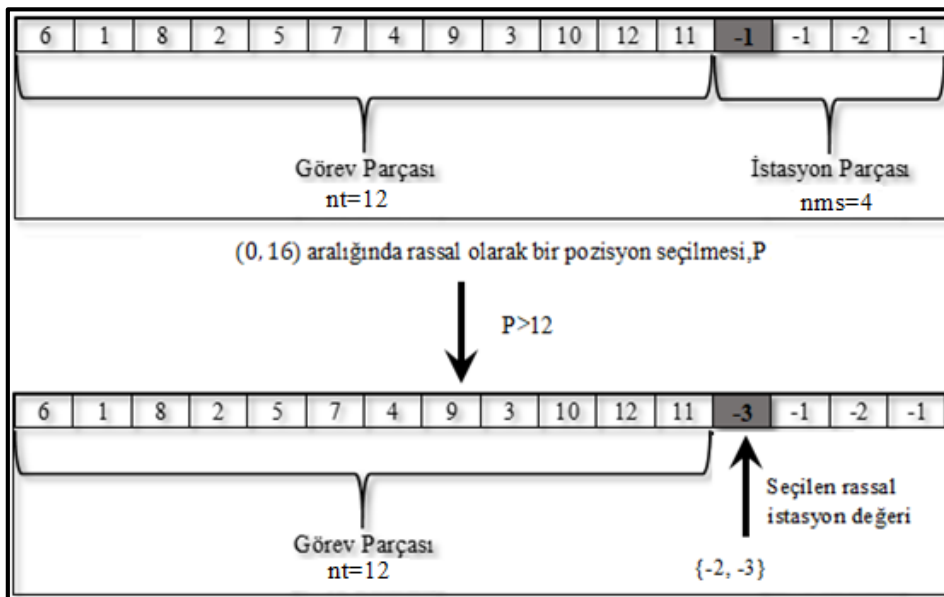 6 1 8 2 5 7 4 9 3 10 12 11 -1 -1 -2 -1
Görev Parçası
nt=12
İstasyon Parçası
nms=4
(0, 16) aralığında rassal olarak bir pozisyon seçilmesi,P
P>12
6 1 8 2 5 7 4 9 3 10 12 11 -3 -1 -2 -1
Görev Parçası
nt=12
Seçilen rassal
istasyon değeri
{-2, -3}